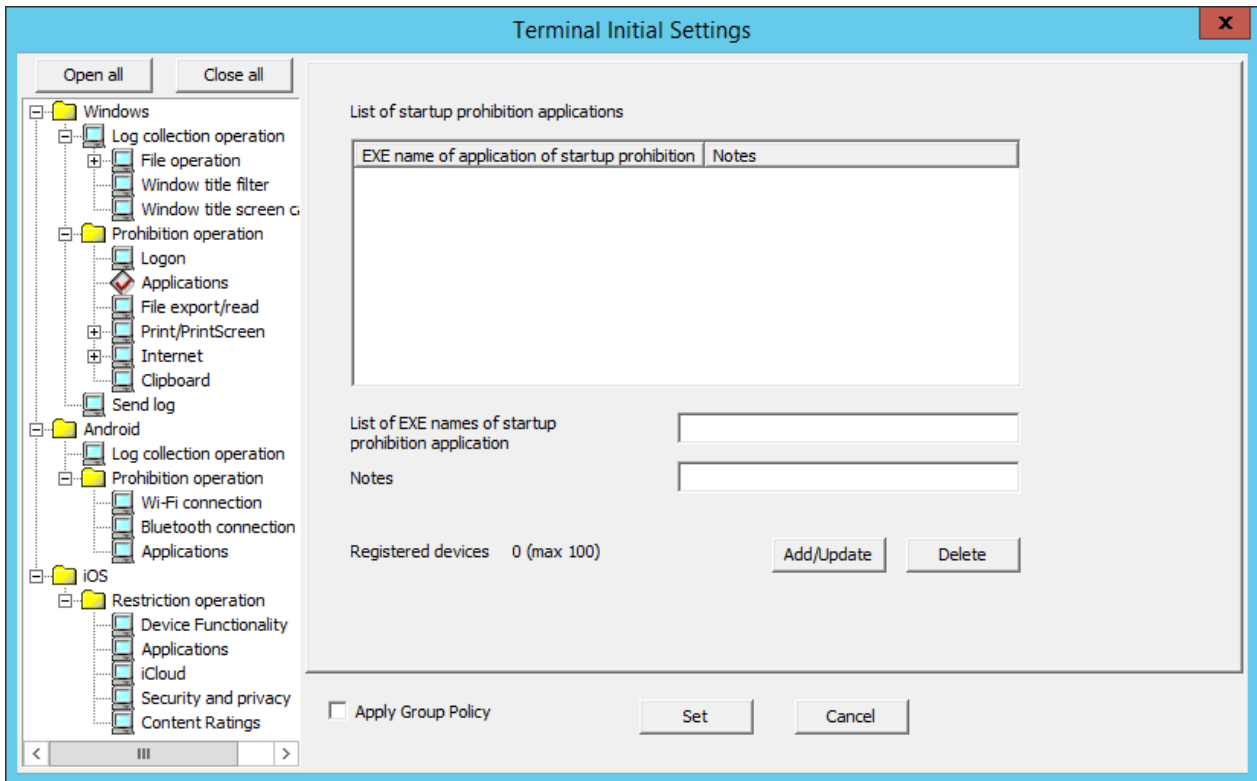 Terminal Initial Settings
x
Open all
Close all
Windows
Log collection operation
File operation
Window title filter
Window title screen ca
Prohibition operation
Logon
Applications
File export/read
Print/PrintScreen
Internet
Clipboard
Send log
Android
Log collection operation
Prohibition operation
Wi-Fi connection
Bluetooth connection
Applications
iOS
Restriction operation
Device Functionality
Applications
iCloud
Security and privacy
Content Ratings
List of startup prohibition applications
EXE name of application of startup prohibition Notes
List of EXE names of startup
prohibition application
Notes
Registered devices 0 (max 100)
Add/Update
Delete
Apply Group Policy
Set
Cancel